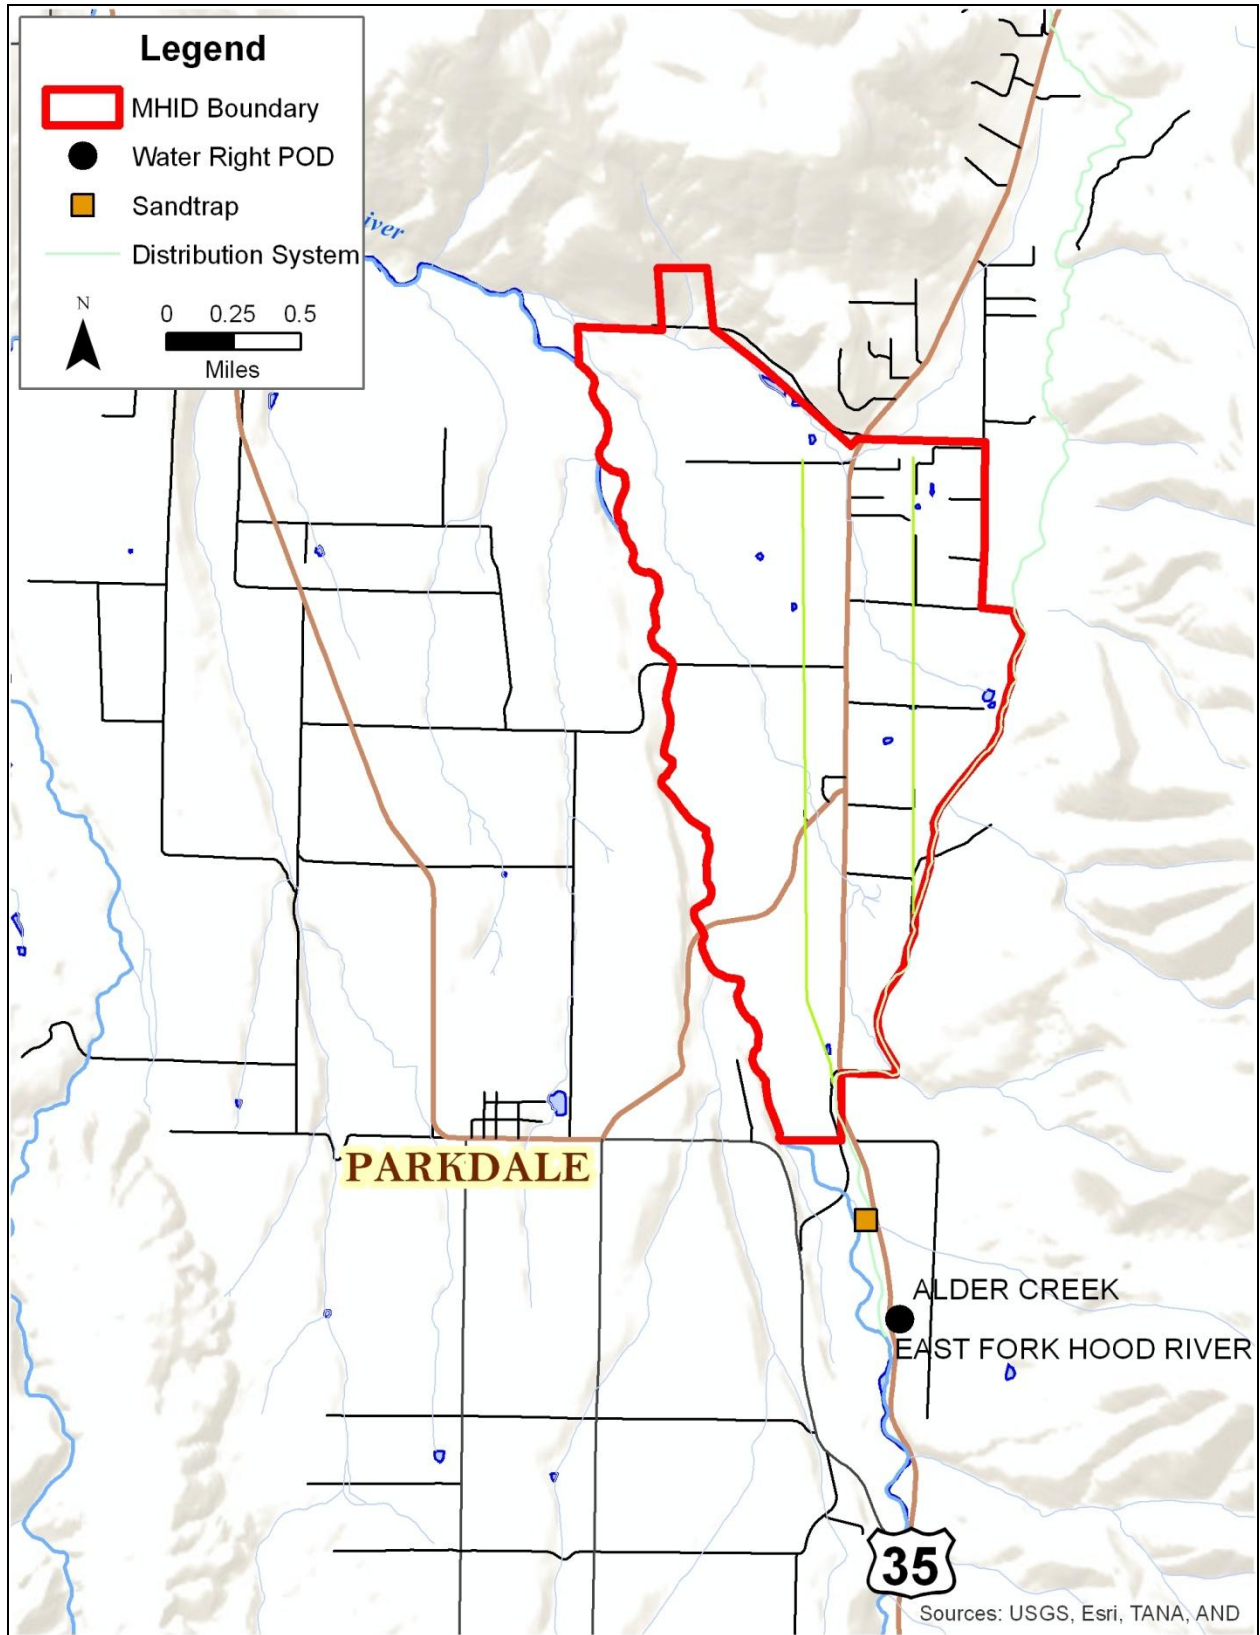 Legend
MHID Boundary
Water Right POD
Sandtrap
Distribution System
N
0 0.25 0.5
Miles
iver
PARKDALE
ALDER CREEK
EAST FORK HOOD RIVER
35
Sources: USGS, Esri, TANA, AND